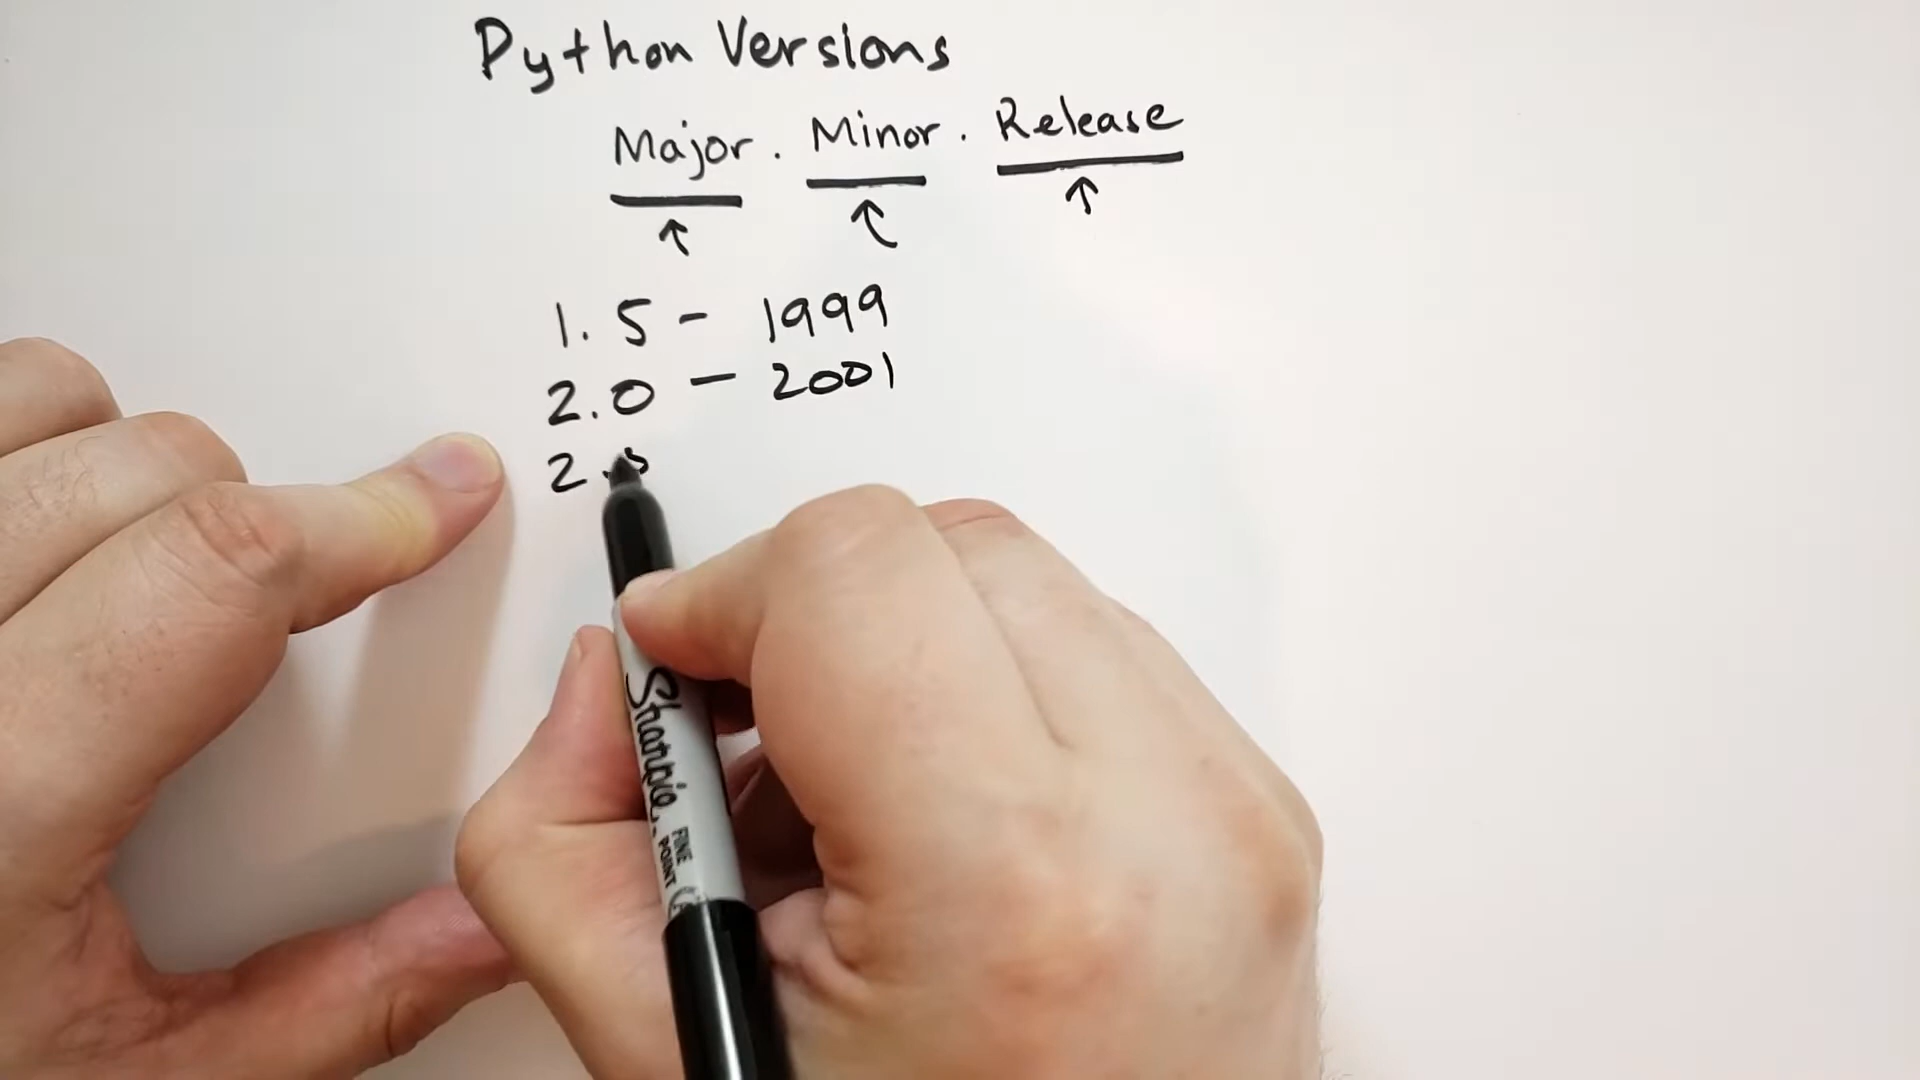 Python Versions
Major. Minor. Release
1.5 - 1999
2.0 - 2001
2.
Sharpie.
FINE
POINT